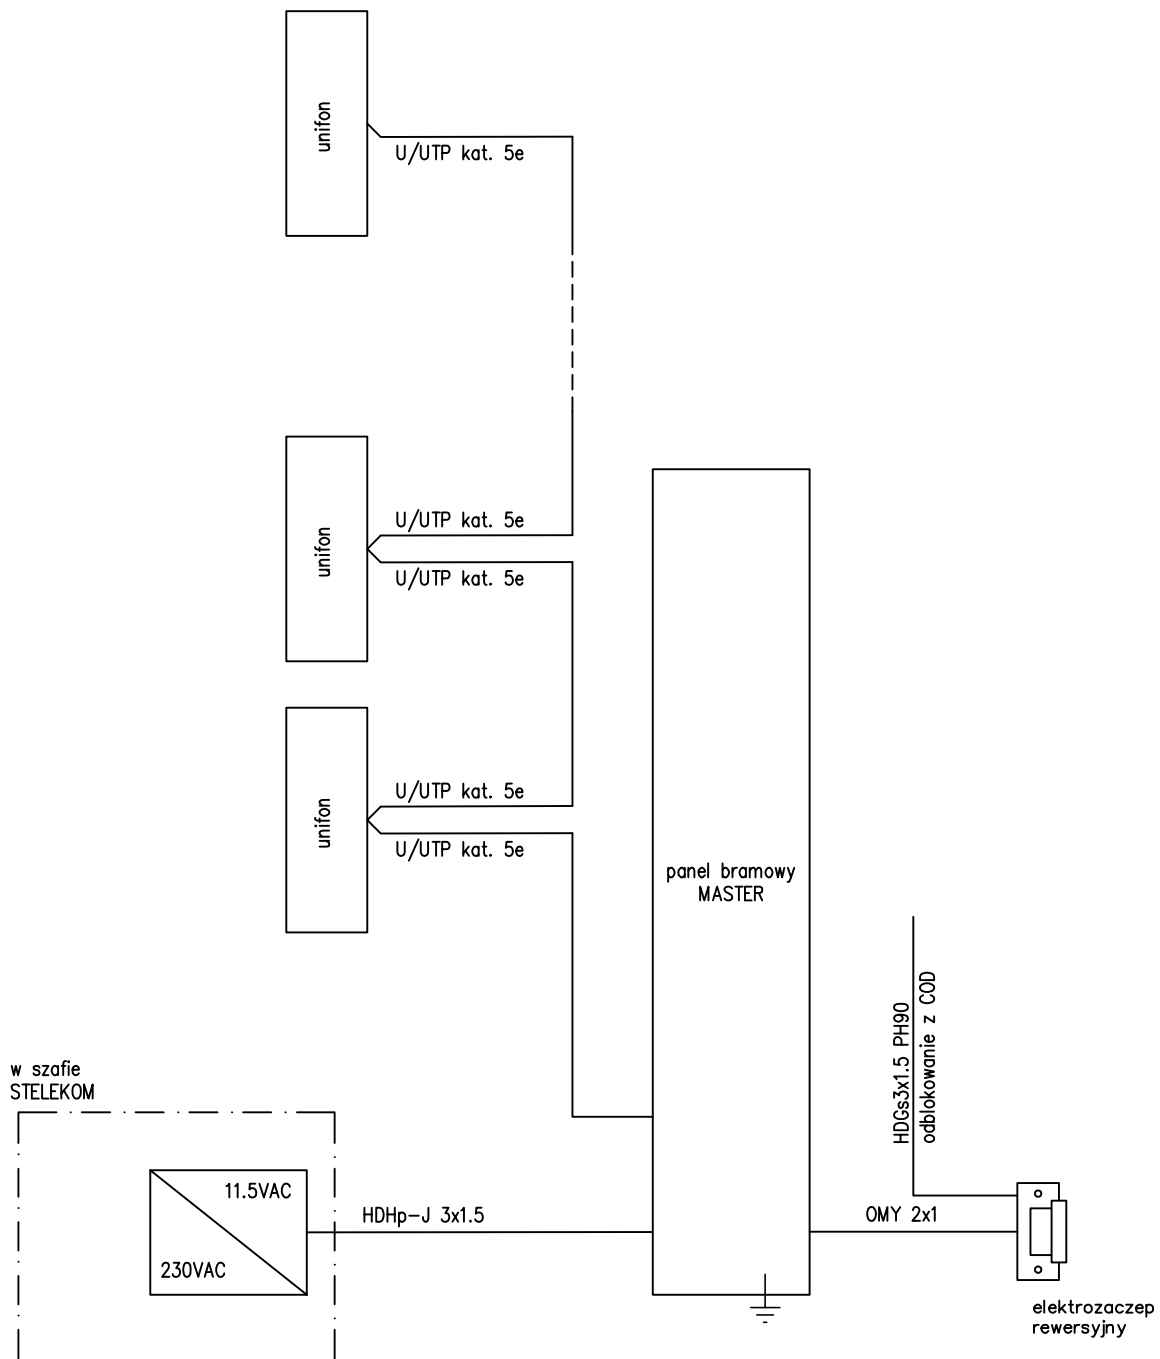 unifon
U/UTP kat. 5e
unifon
U/UTP kat. 5e
U/UTP kat. 5e
unifon
U/UTP kat. 5e
U/UTP kat. 5e
panel bramowy
MASTER
HDGs3x1.5 PH90
odblokowanie z COD
w szafie
STELEKOM
11.5VAC
230VAC
HDHp-J 3x1.5
OMY 2x1
elektrozaczep
rewersyjny